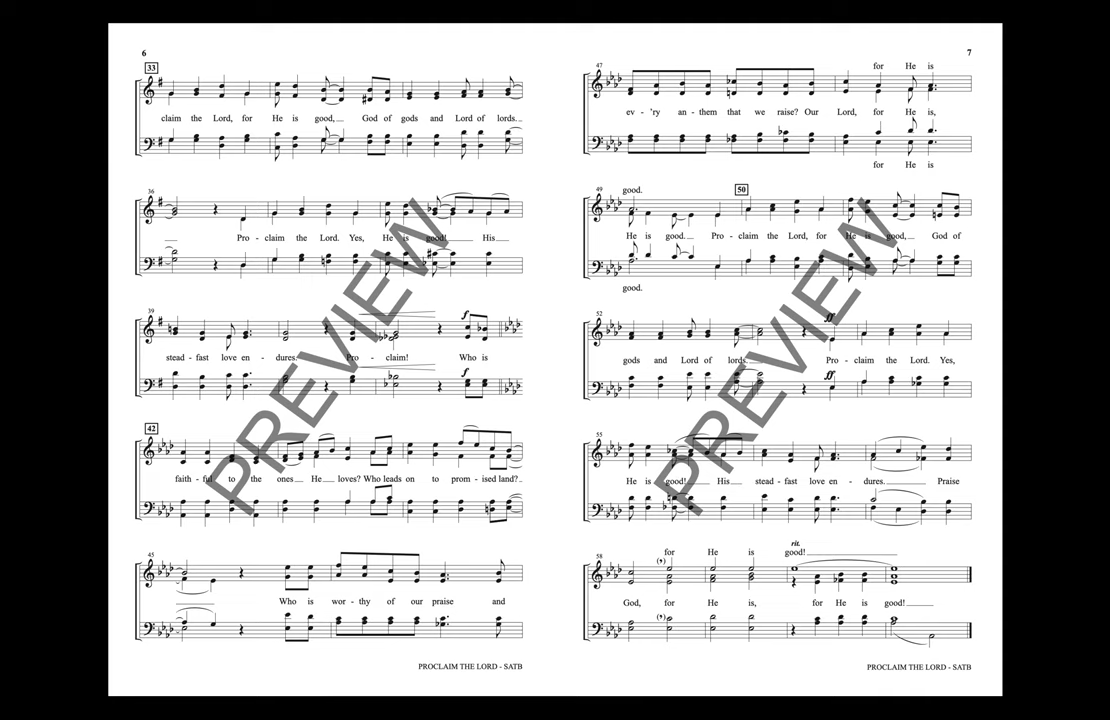 6
33
claim the Lord, for He is good, God of gods and Lord of lords.
36
Pro - claim the Lord. Yes, He is good! His
39
stead - fast love en - dures. Pro - claim! Who is
f
f
42
faith - ful to the ones He loves? Who leads on to prom - ised land?
45
Who is wor - thy of our praise and
PROCLAIM THE LORD - SATB
7
47
for He is
ev - 'ry an - them that we raise? Our Lord, for He is,
for He is
49
good.
50
He is good. Pro - claim the Lord, for He is good, God of
good.
52
ff
gods and Lord of lords. Pro - claim the Lord. Yes,
ff
55
He is good! His stead - fast love en - dures. Praise
rit.
58
for He is good!
God, for He is, for He is good!
PROCLAIM THE LORD - SATB
PREVIEW
PREVIEW